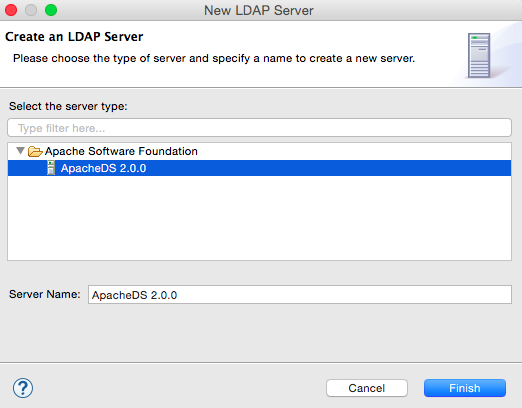 New LDAP Server
Create an LDAP Server
Please choose the type of server and specify a name to create a new server.
Select the server type:
Type filter here...
Apache Software Foundation
ApacheDS 2.0.0
Server Name: ApacheDS 2.0.0
? Cancel Finish